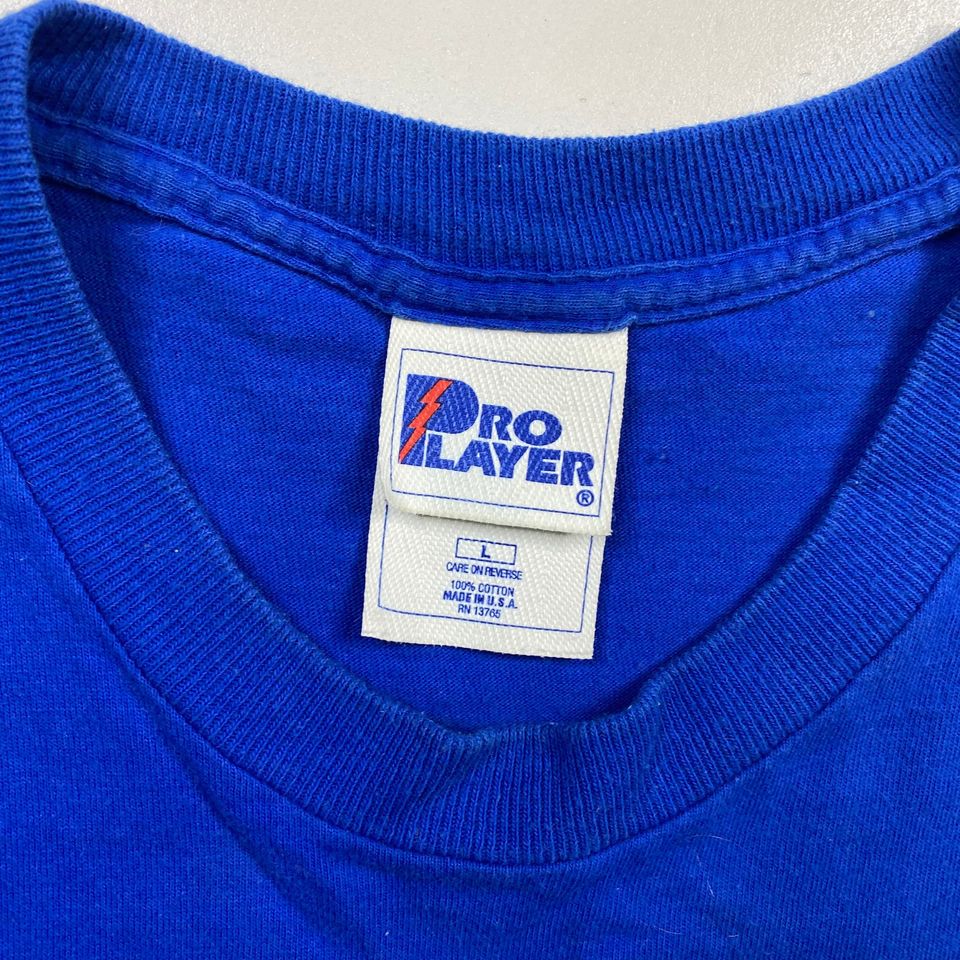 PRO
PLAYER®
L
CARE ON REVERSE
100% COTTON
MADE IN U.S.A.
RN 13765